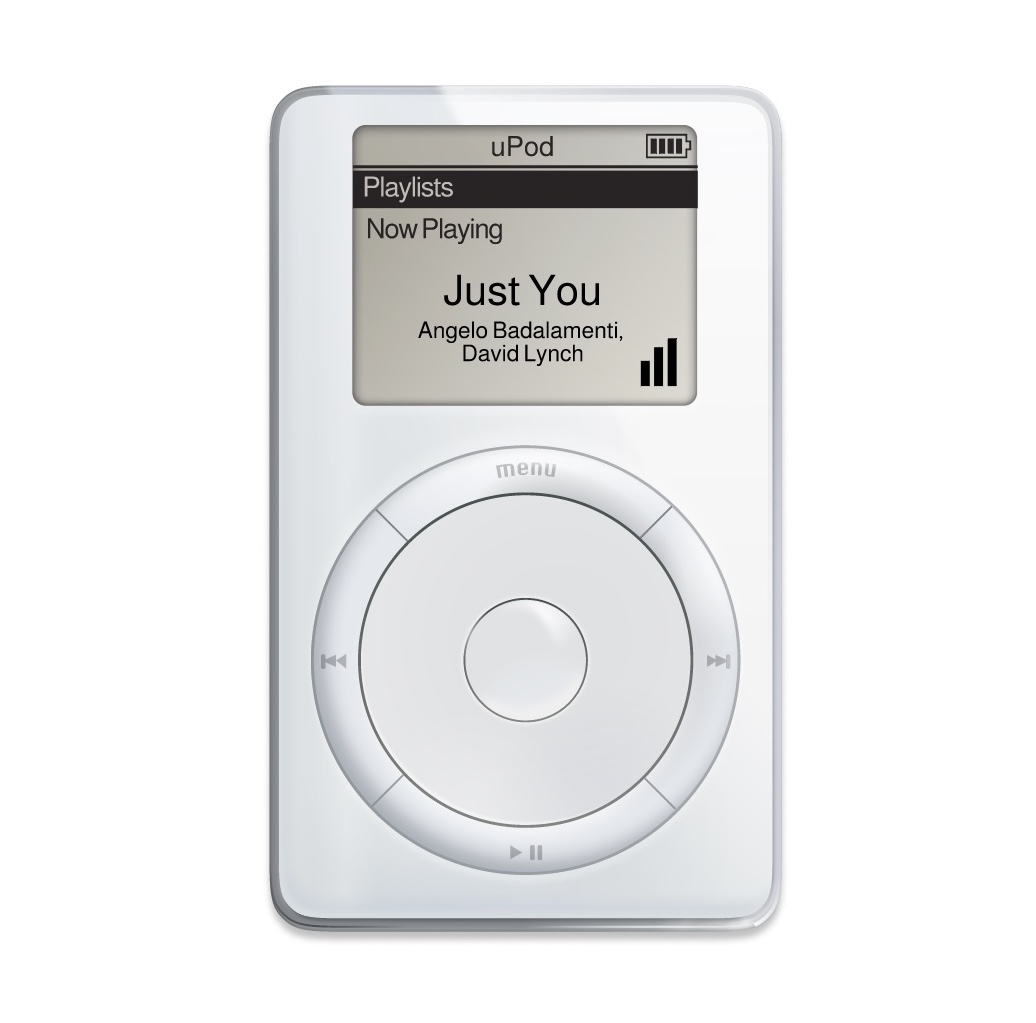 uPod
Playlists
Now Playing
Just You
Angelo Badalamenti,
David Lynch
menu